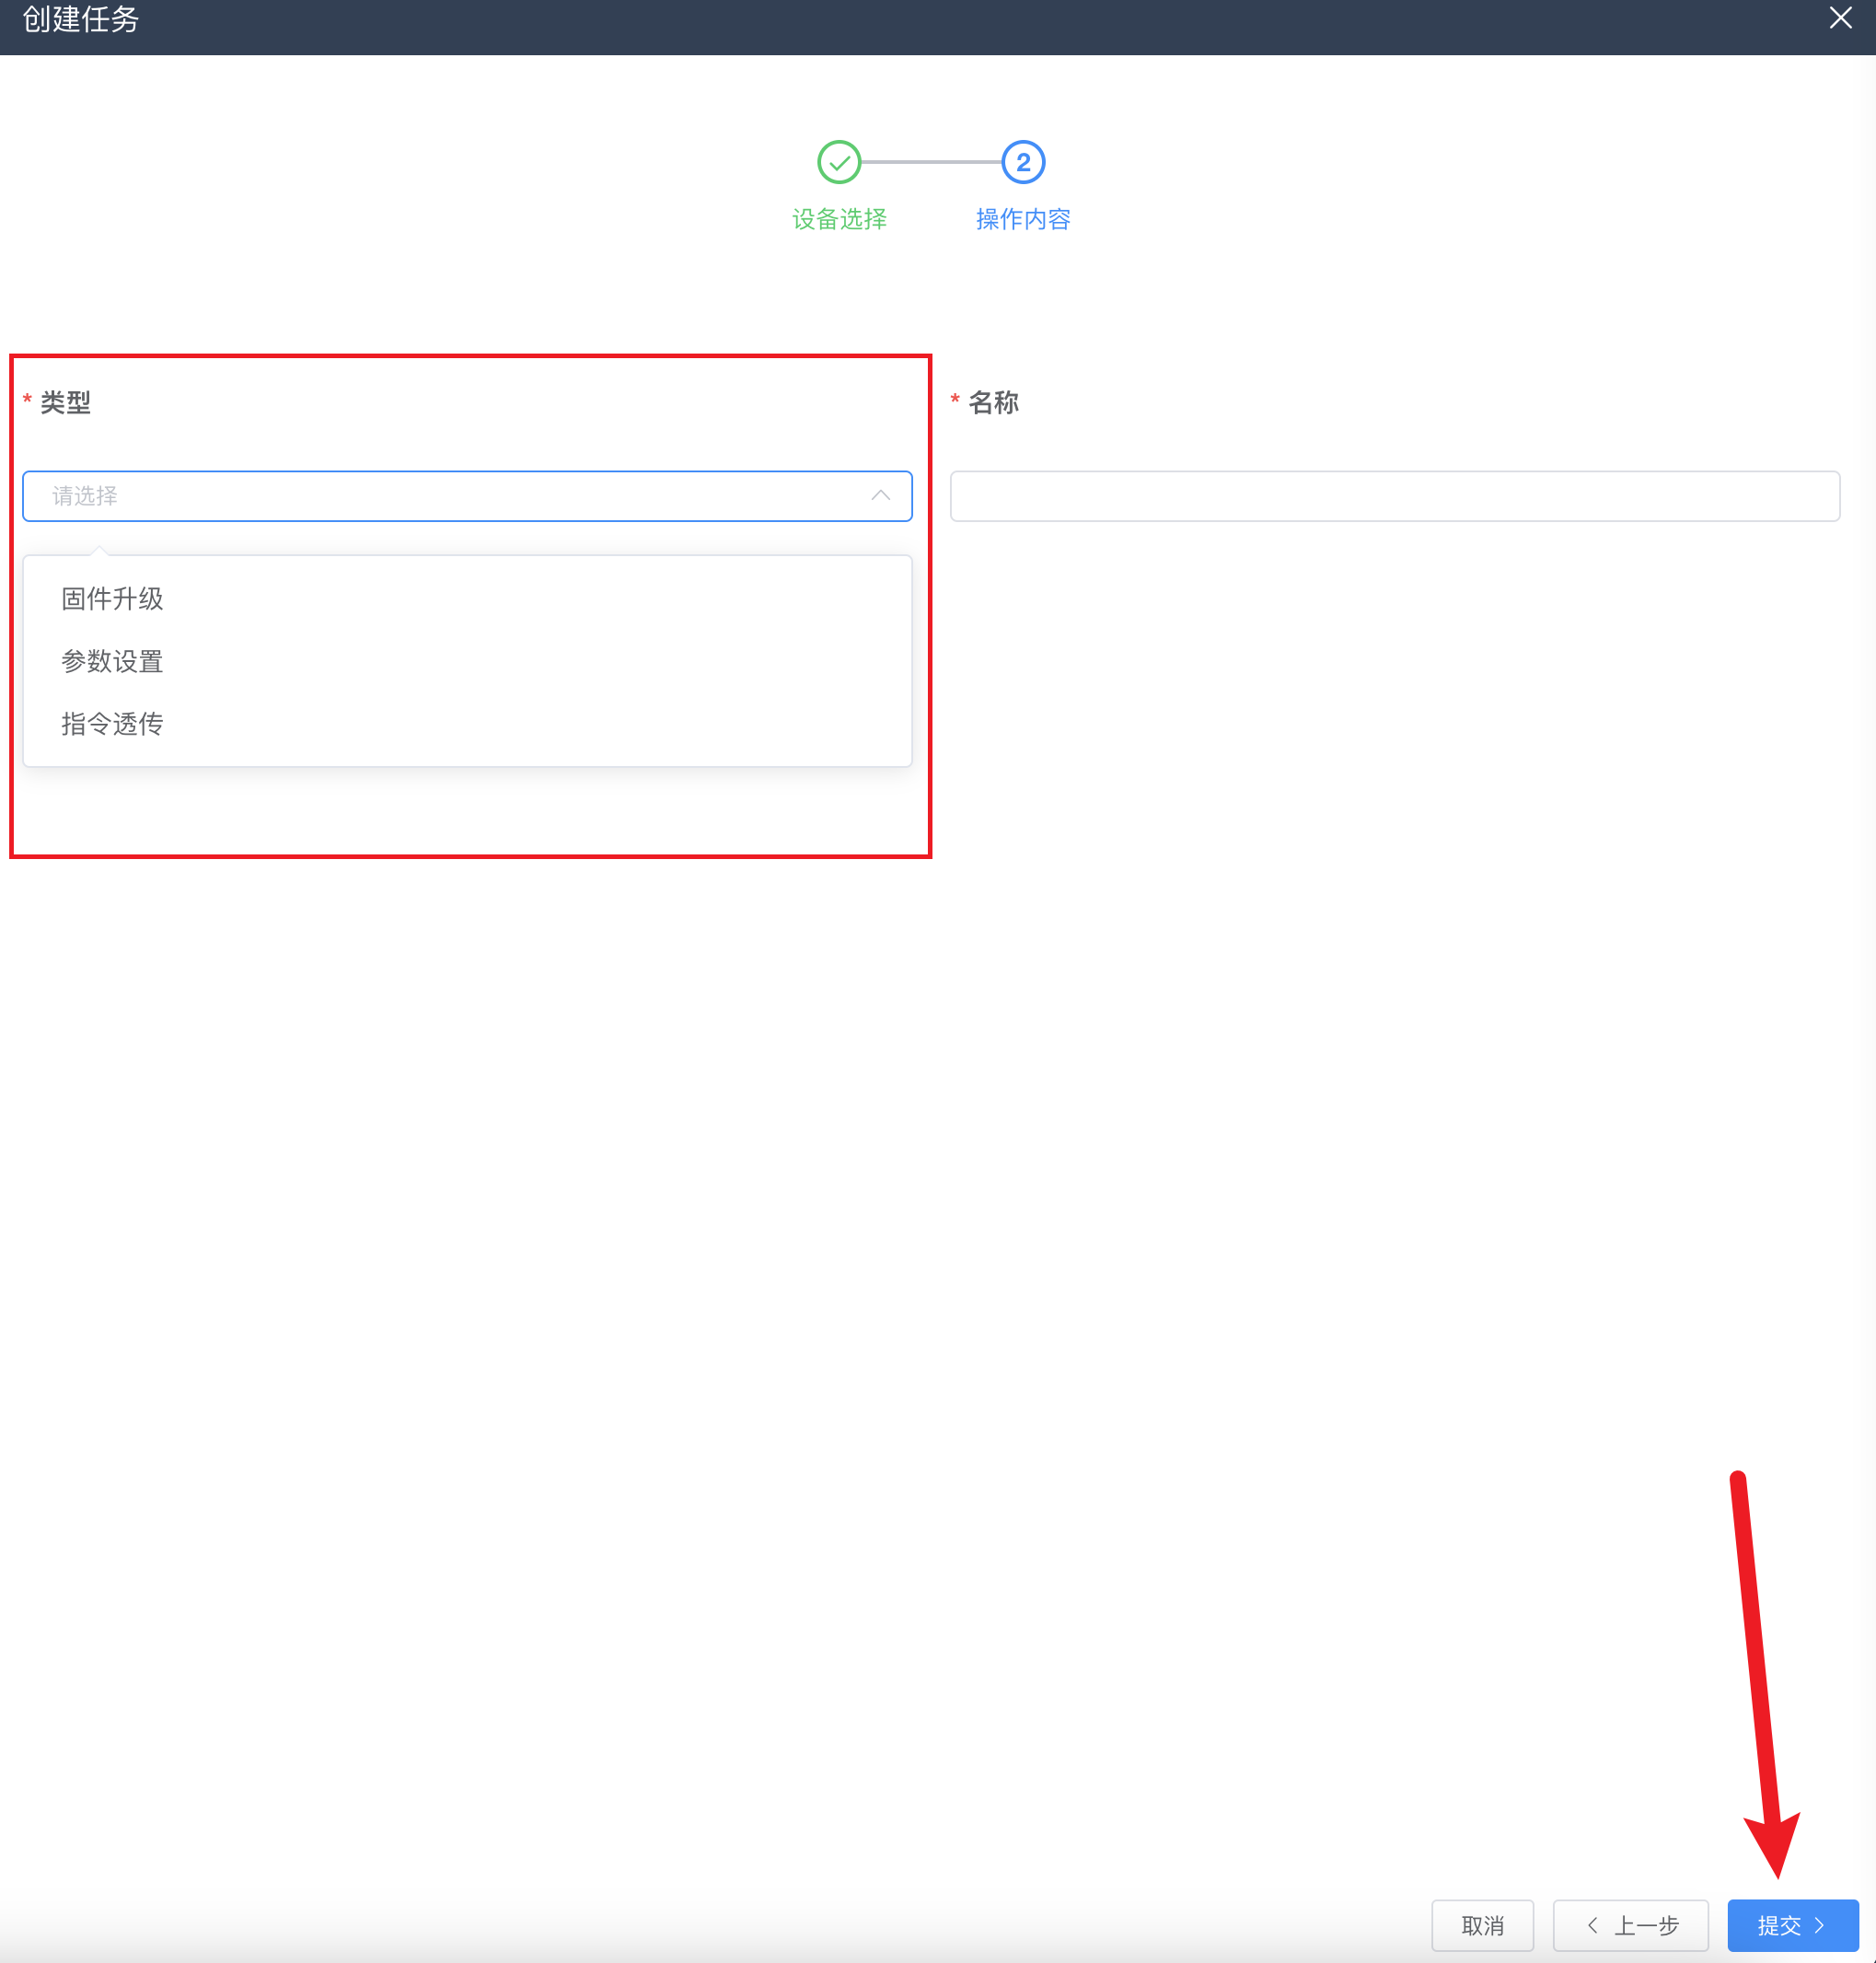 创建任务
2
设备选择 操作内容
* 类型 * 名称
请选择
固件升级
参数设置
指令透传
取消 上一步 提交